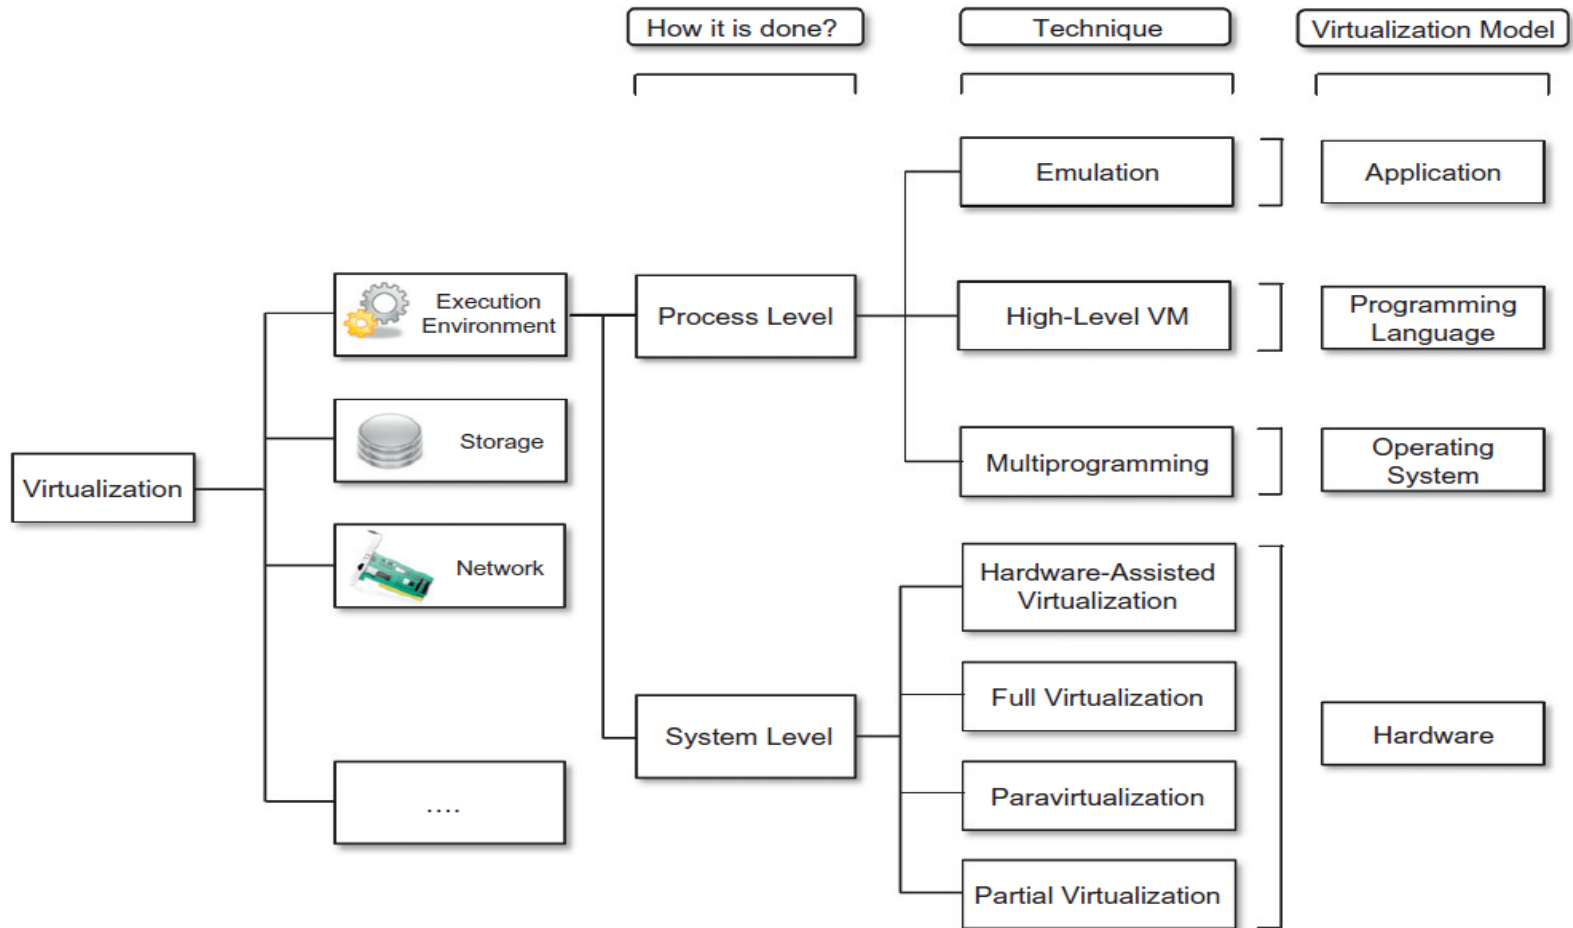 How it is done?
Technique
Virtualization Model
Emulation
Application
Execution
Environment
Process Level
High-Level VM
Programming
Language
Storage
Multiprogramming
Operating
System
Virtualization
Network
Hardware-Assisted
Virtualization
Full Virtualization
System Level
Hardware
....
Paravirtualization
Partial Virtualization